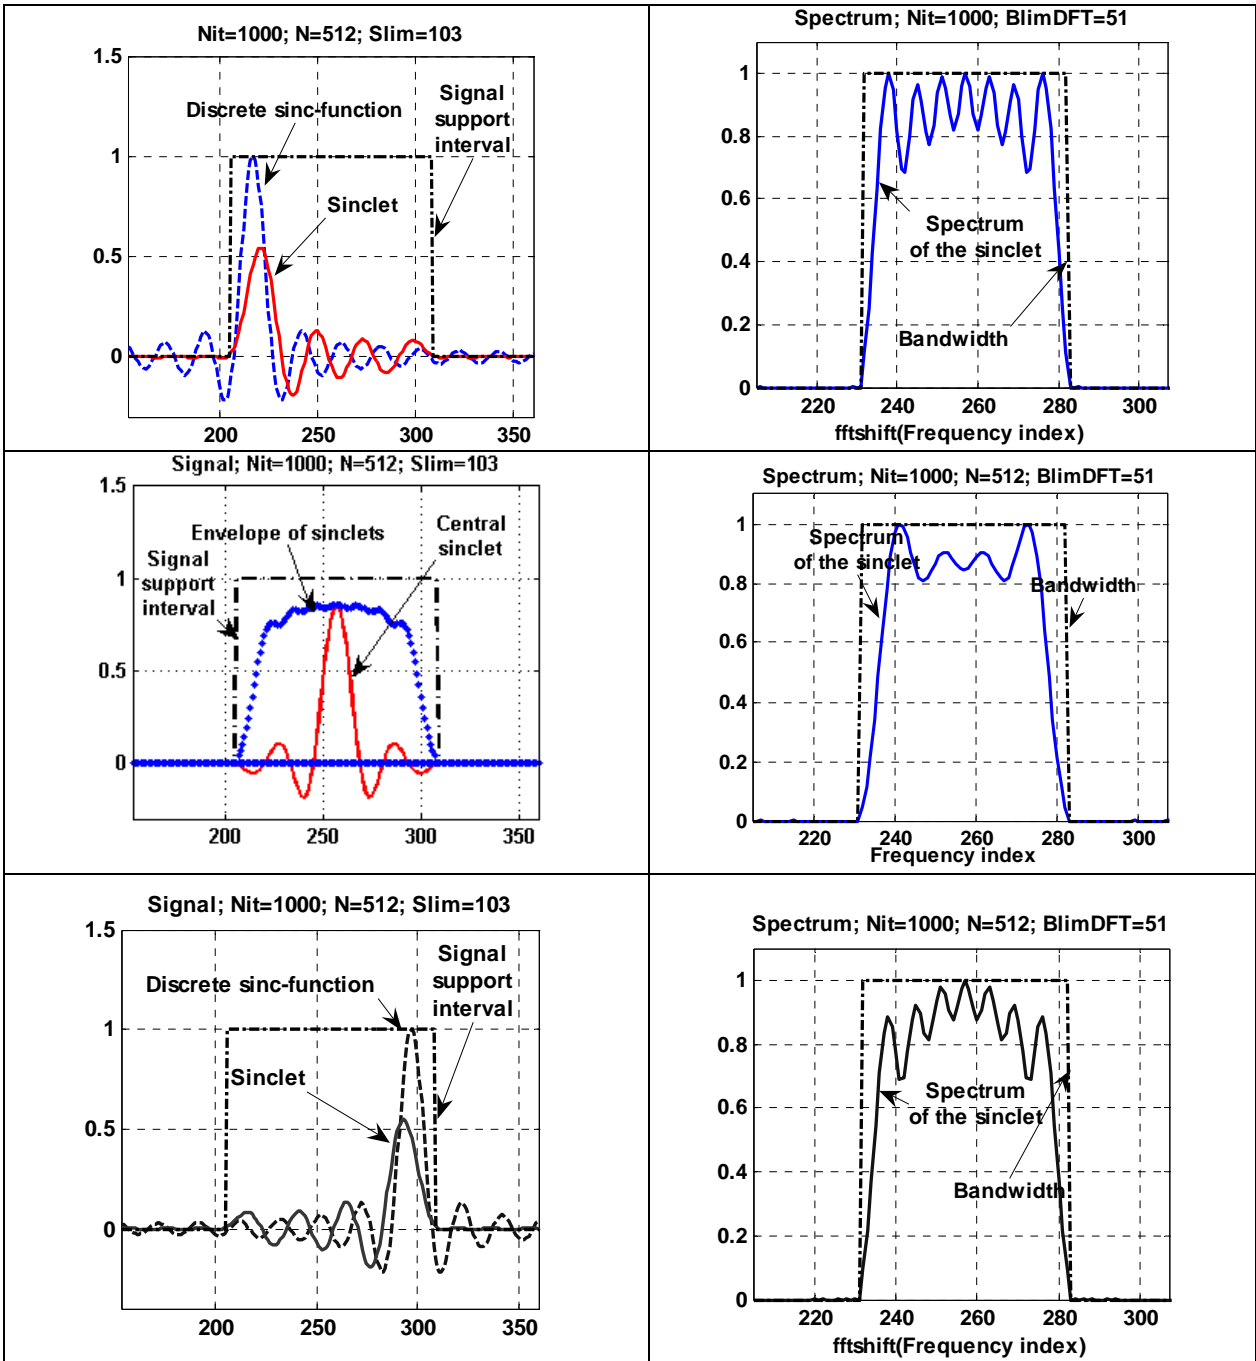 Nit=1000; N=512; Slim=103
1.5
1
0.5
0
200
250
300
350
Discrete sinc-function
Signal
support
interval
Sinclet
Spectrum; Nit=1000; BlimDFT=51
1
0.8
0.6
0.4
0.2
0
220
240
260
280
300
fftshift(Frequency index)
Spectrum
of the sinclet
Bandwidth
Signal; Nit=1000; N=512; Slim=103
1.5
1
0.5
0
200
250
300
350
Envelope of sinclets
Central
sinclet
Signal
support
interval
Spectrum; Nit=1000; N=512; BlimDFT=51
1
0.8
0.6
0.4
0.2
0
220
240
260
280
300
Frequency index
Spectrum
of the sinclet
Bandwidth
Signal; Nit=1000; N=512; Slim=103
1.5
1
0.5
0
200
250
300
350
Discrete sinc-function
Signal
support
interval
Sinclet
Spectrum; Nit=1000; N=512; BlimDFT=51
1
0.8
0.6
0.4
0.2
0
220
240
260
280
300
fftshift(Frequency index)
Spectrum
of the sinclet
Bandwidth